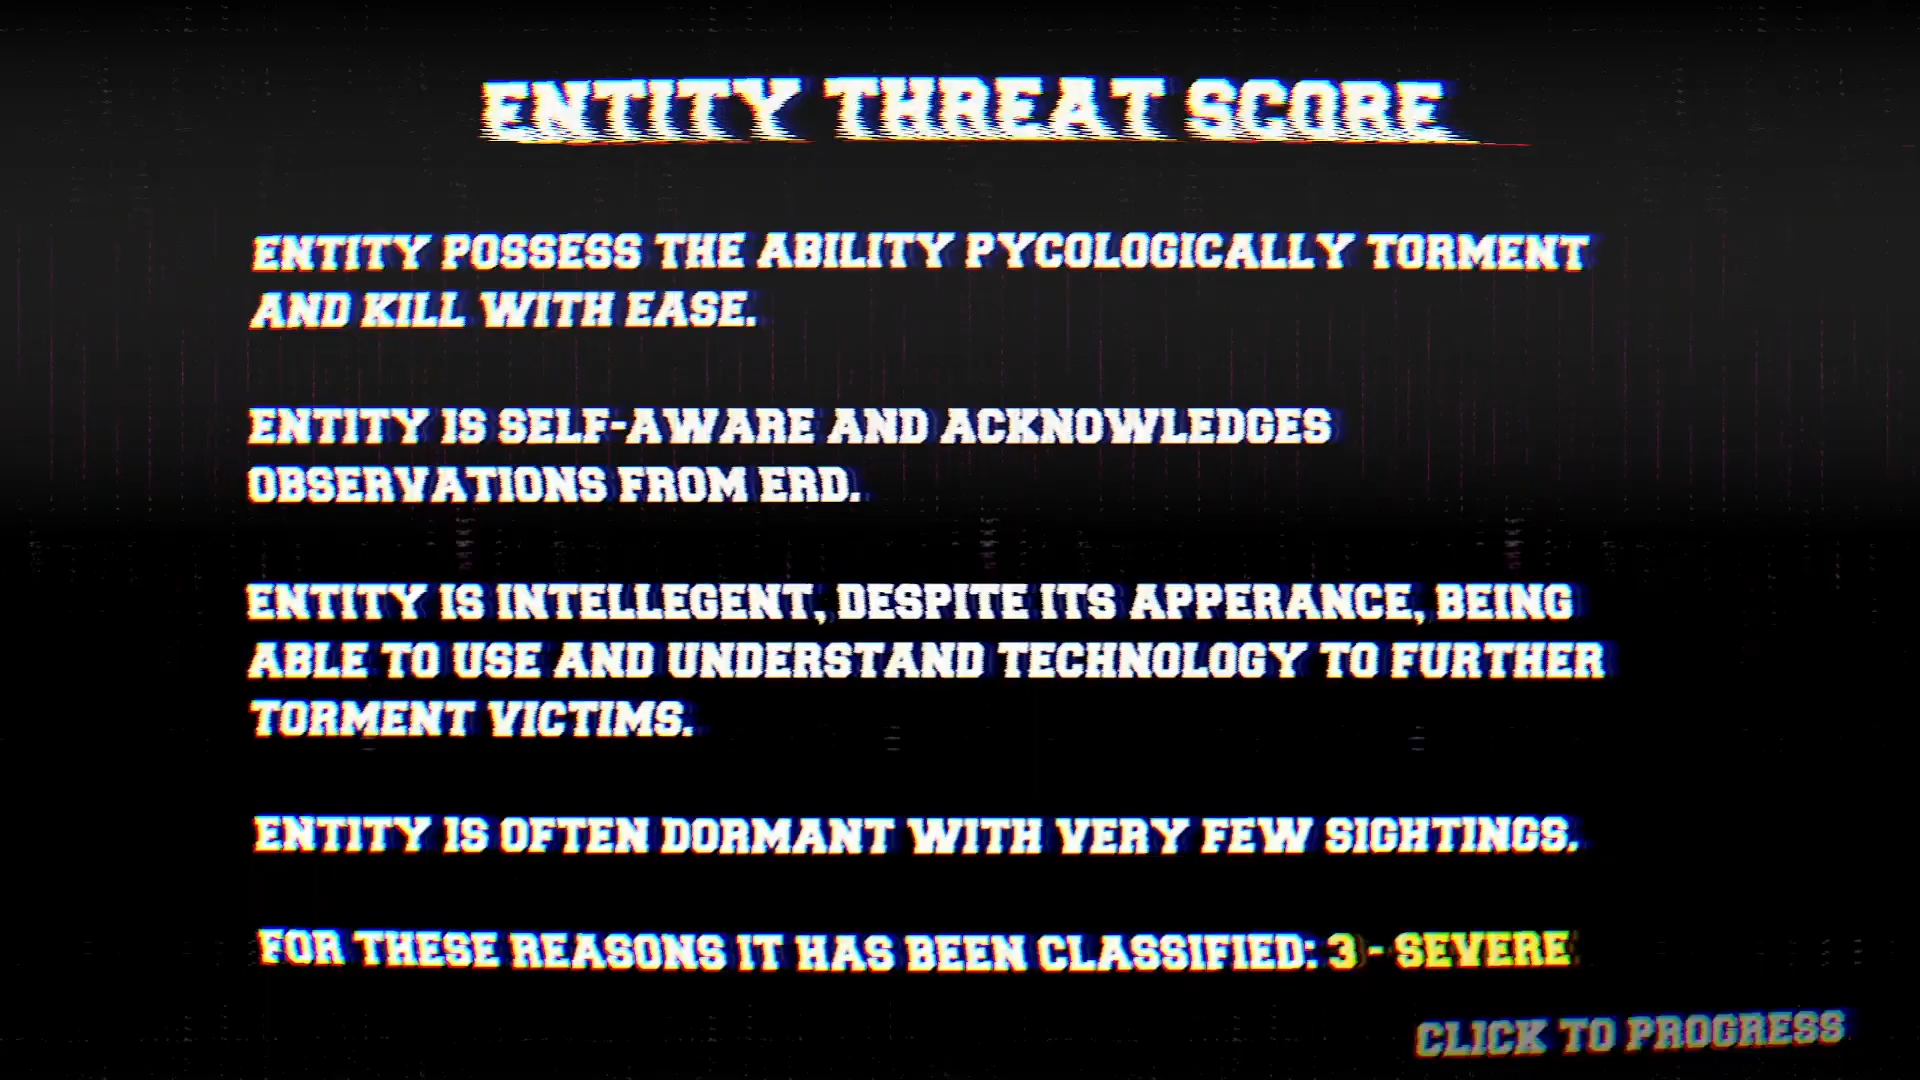 ENTITY THREAT SCORE
ENTITY POSSESS THE ABILITY PYCOLOGICALLY TORMENT
AND KILL WITH EASE.
ENTITY IS SELF-AWARE AND ACKNOWLEDGES
OBSERVATIONS FROM ERD.
ENTITY IS INTELLEGENT, DESPITE ITS APPERANCE, BEING
ABLE TO USE AND UNDERSTAND TECHNOLOGY TO FURTHER
TORMENT VICTIMS.
ENTITY IS OFTEN DORMANT WITH VERY FEW SIGHTINGS.
FOR THESE REASONS IT HAS BEEN CLASSIFIED: 3 - SEVERE
CLICK TO PROGRESS